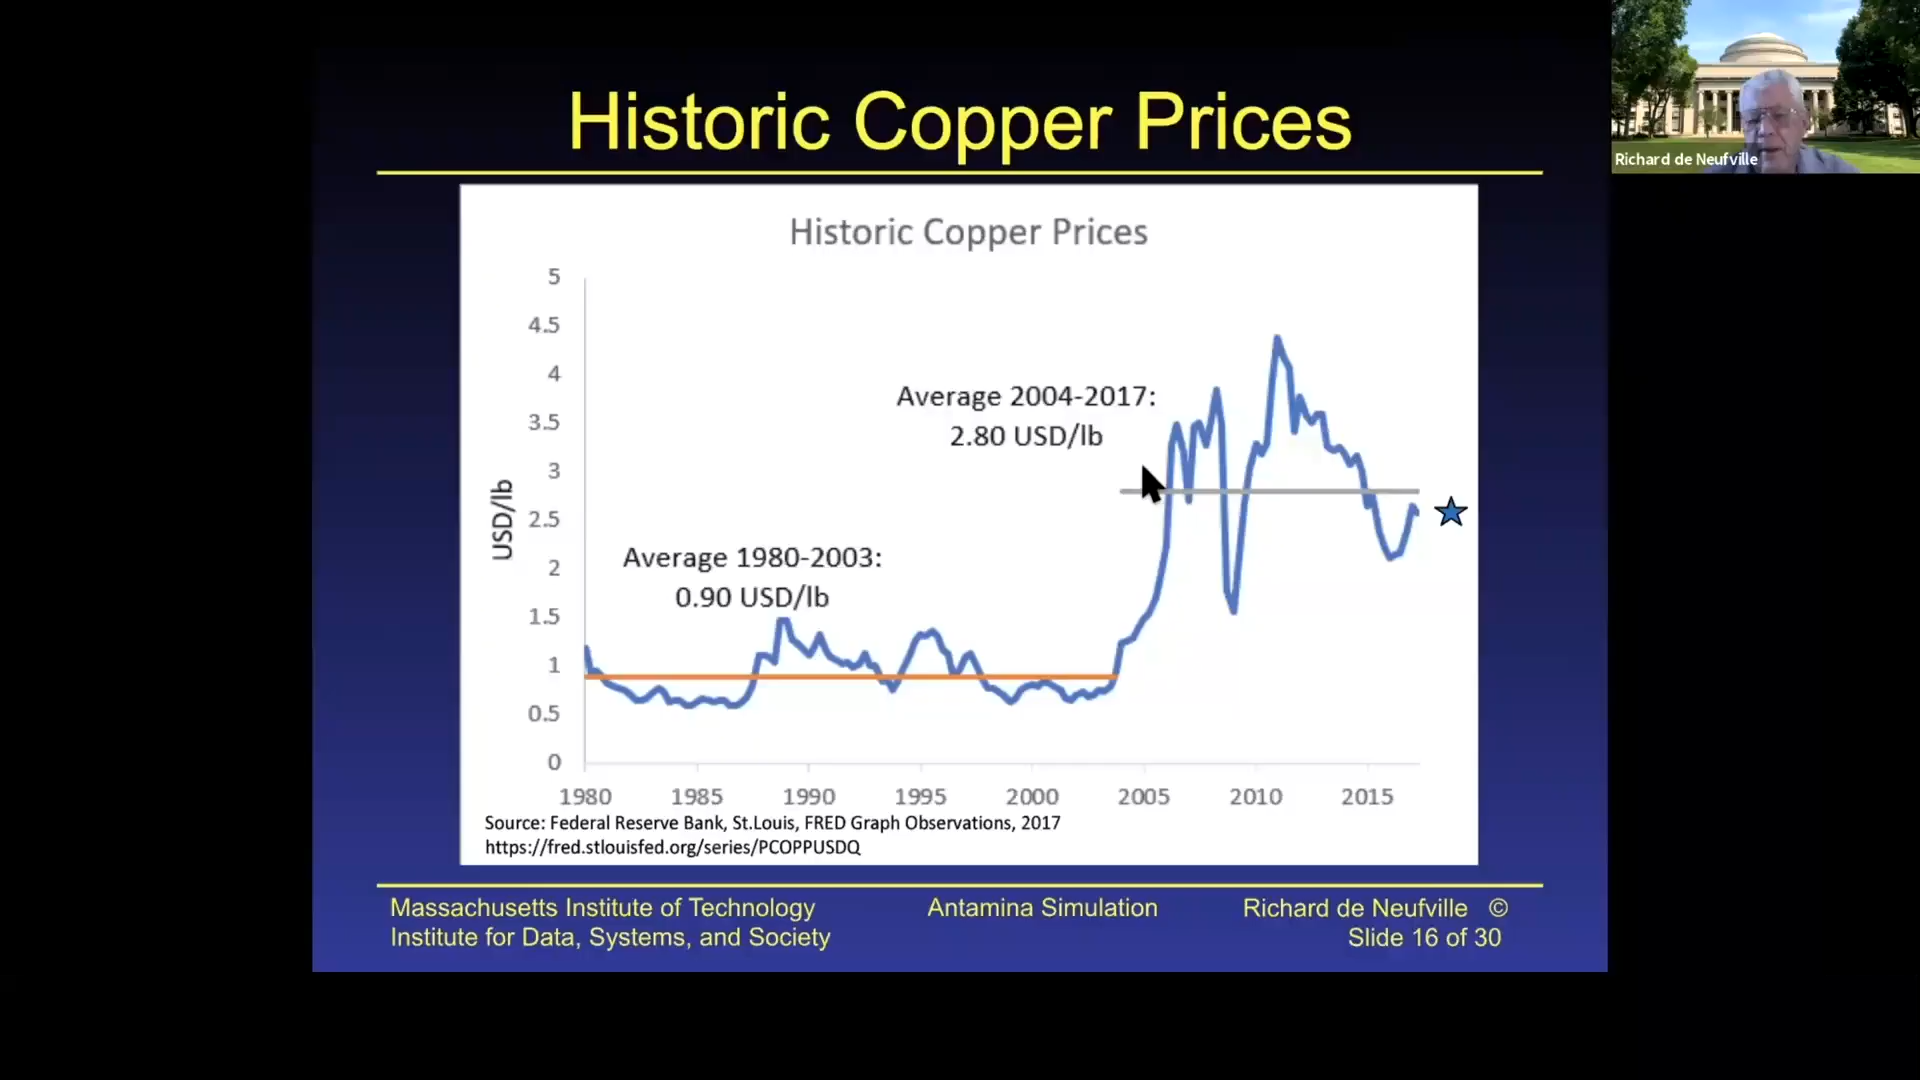 Historic Copper Prices
Richard de Neufville
Historic Copper Prices
5
4.5
4
3.5
3
2.5
2
1.5
1
0.5
0
USD/lb
Average 2004-2017:
2.80 USD/lb
Average 1980-2003:
0.90 USD/lb
1980 1985 1990 1995 2000 2005 2010 2015
Source: Federal Reserve Bank, St.Louis, FRED Graph Observations, 2017
https://fred.stlouisfed.org/series/PCOPPUSDQ
Massachusetts Institute of Technology Antamina Simulation Richard de Neufville ©
Institute for Data, Systems, and Society Slide 16 of 30